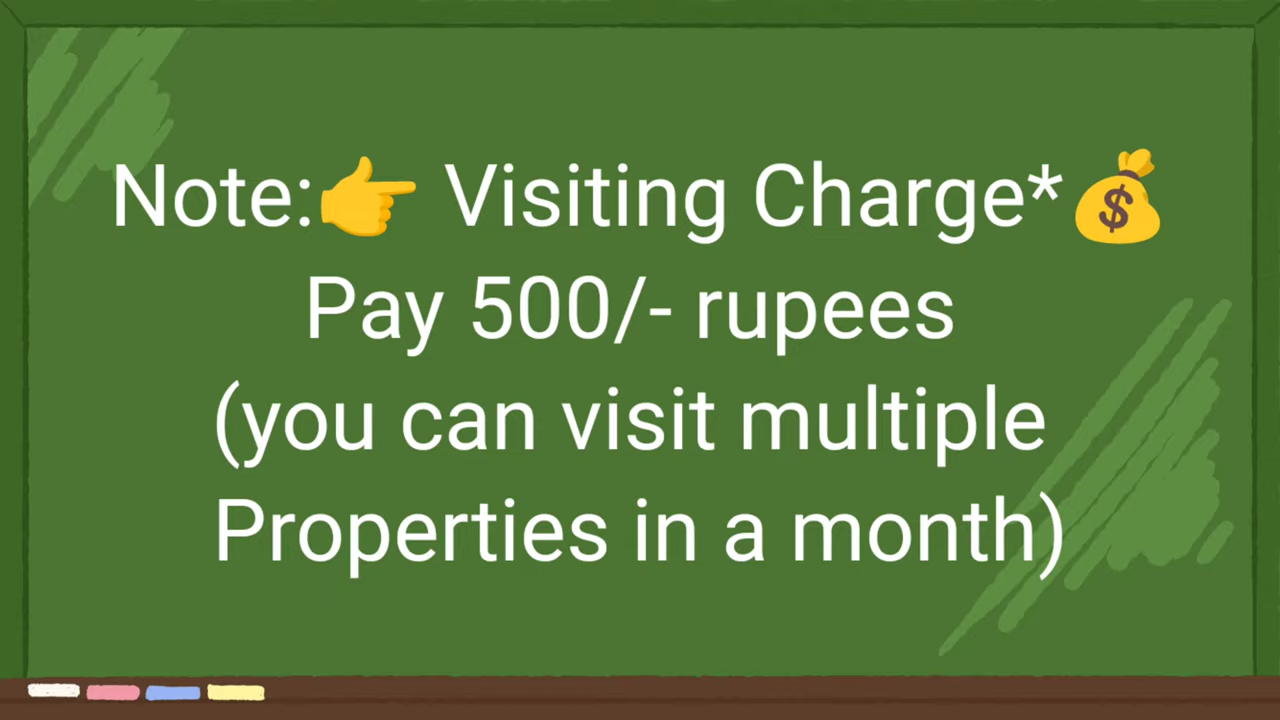 Note:👉 Visiting Charge*💰
Pay 500/- rupees
(you can visit multiple
Properties in a month)